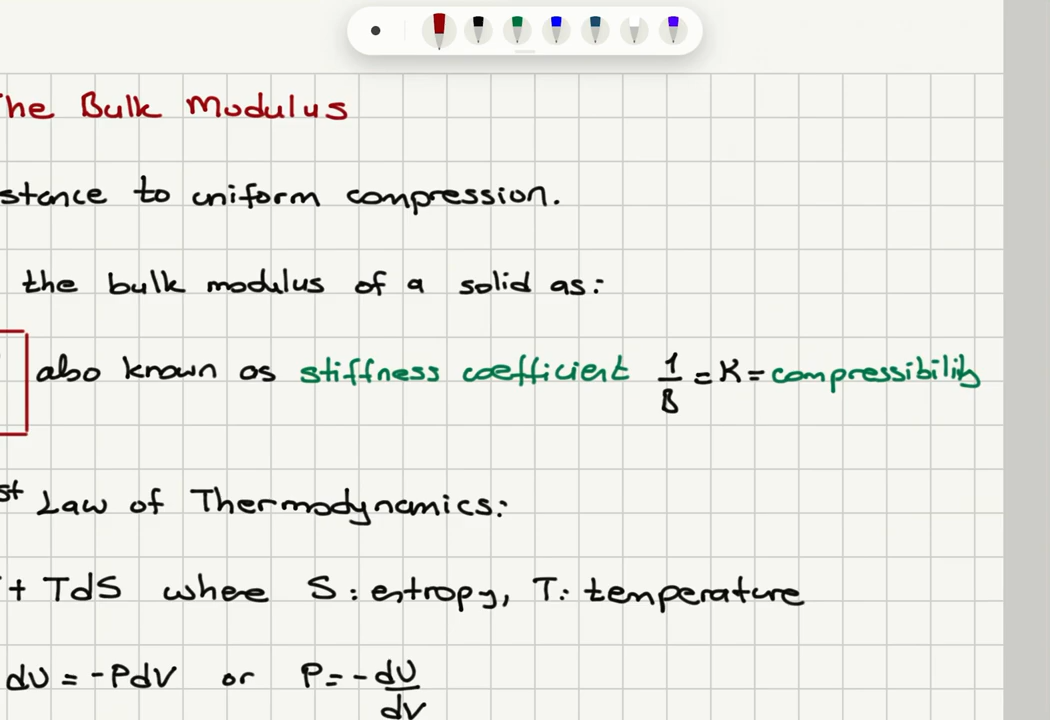 The Bulk Modulus
stance to uniform compression.
the bulk modulus of a solid as:
also known as stiffness coefficient 1/B = K = compressibility
st Law of Thermodynamics:
+ TdS where S: entropy, T: temperature
dU = -PdV or P = - dU/dV